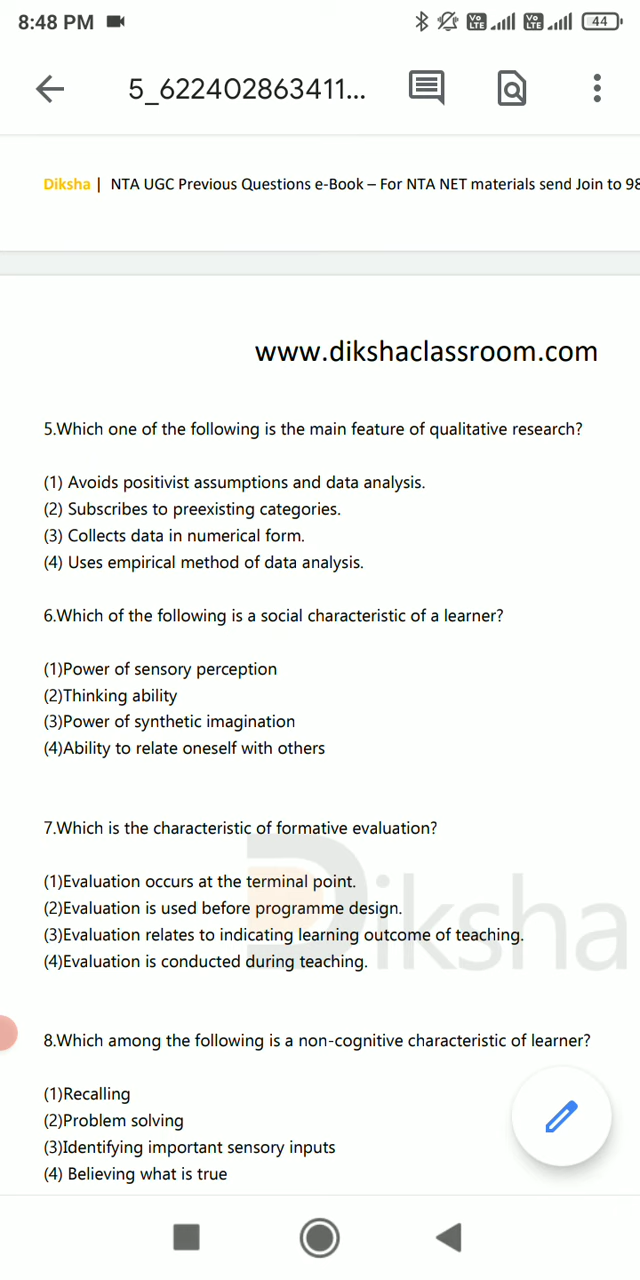 8:48 PM
Vo LTE Vo LTE 44
5_622402863411...
Diksha | NTA UGC Previous Questions e-Book – For NTA NET materials send Join to 98
www.dikshaclassroom.com
5.Which one of the following is the main feature of qualitative research?
(1) Avoids positivist assumptions and data analysis.
(2) Subscribes to preexisting categories.
(3) Collects data in numerical form.
(4) Uses empirical method of data analysis.
6.Which of the following is a social characteristic of a learner?
(1)Power of sensory perception
(2)Thinking ability
(3)Power of synthetic imagination
(4)Ability to relate oneself with others
7.Which is the characteristic of formative evaluation?
(1)Evaluation occurs at the terminal point.
(2)Evaluation is used before programme design.
(3)Evaluation relates to indicating learning outcome of teaching.
(4)Evaluation is conducted during teaching.
Diksha
8.Which among the following is a non-cognitive characteristic of learner?
(1)Recalling
(2)Problem solving
(3)Identifying important sensory inputs
(4) Believing what is true